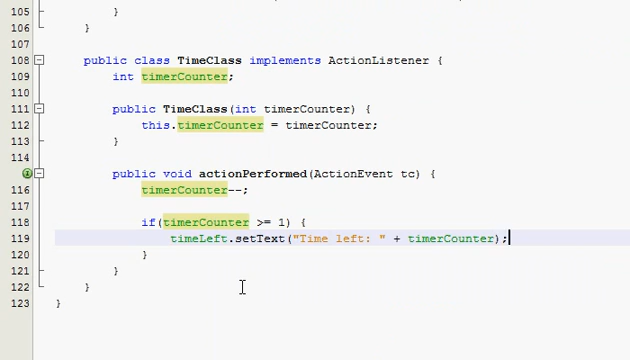 105 }
106 }
107
108 public class TimeClass implements ActionListener {
109 int timerCounter;
110
111 public TimeClass(int timerCounter) {
112 this.timerCounter = timerCounter;
113 }
114
public void actionPerformed(ActionEvent tc) {
116 timerCounter--;
117
118 if(timerCounter >= 1) {
119 timeLeft.setText("Time left: " + timerCounter);
120 }
121 }
122 }
123 }